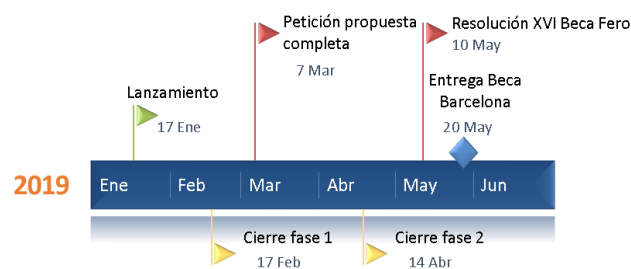 Petición propuesta
completa
7 Mar
Resolución XVI Beca Fero
10 May
Lanzamiento
17 Ene
Entrega Beca
Barcelona
20 May
2019
Ene Feb Mar Abr May Jun
Cierre fase 1
17 Feb
Cierre fase 2
14 Abr